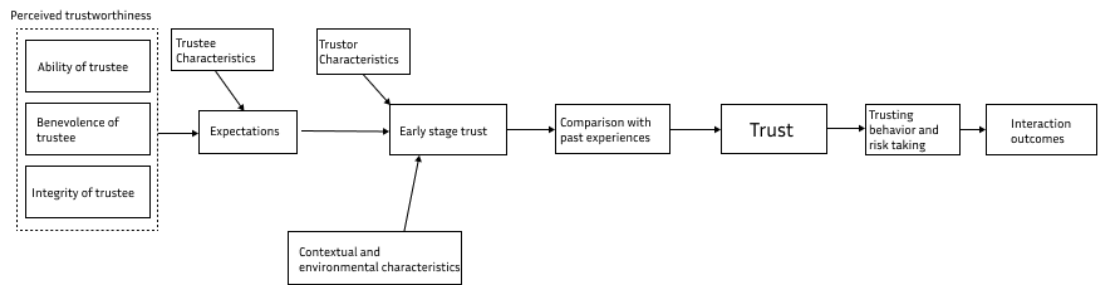 Perceived trustworthiness
Ability of trustee
Benevolence of
trustee
Integrity of trustee
Trustee
Characteristics
Expectations
Trustor
Characteristics
Early stage trust
Contextual and
environmental characteristics
Comparison with
past experiences
Trust
Trusting
behavior and
risk taking
Interaction
outcomes